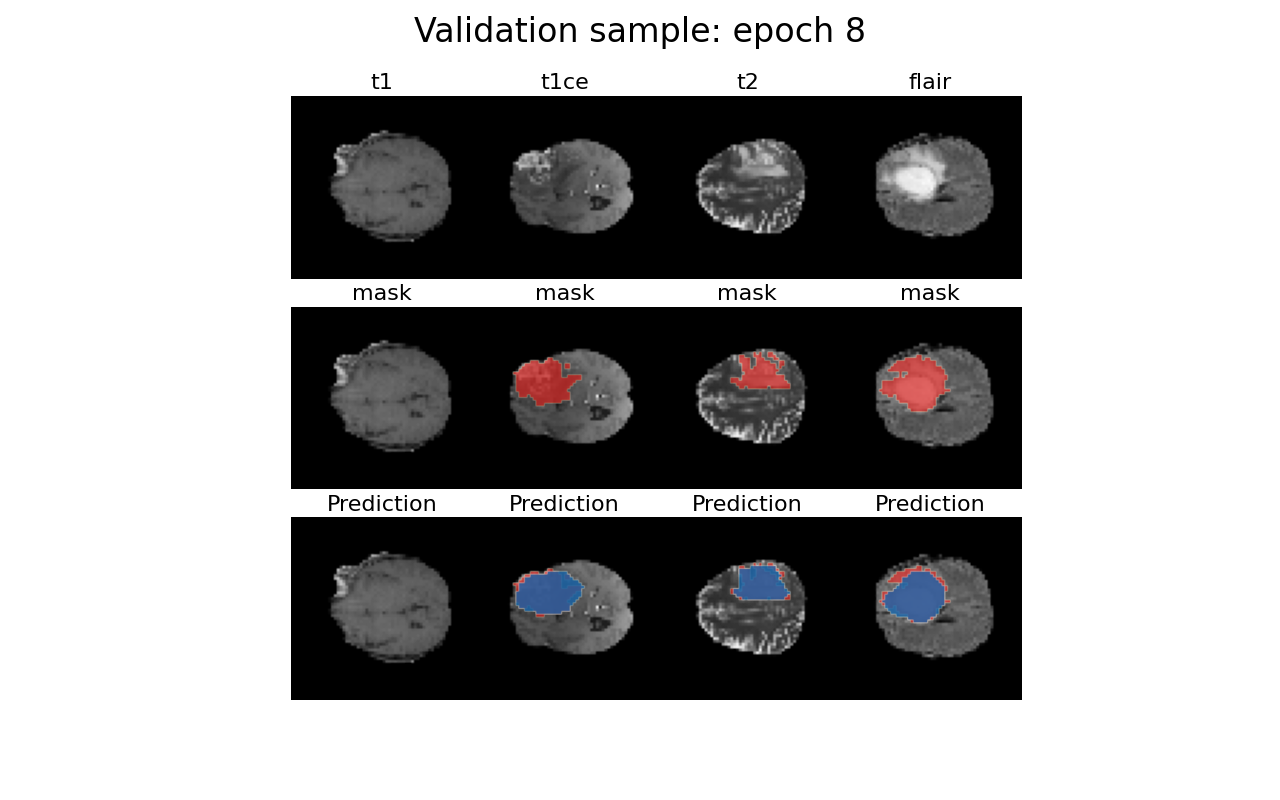 Validation sample: epoch 8
t1 t1ce t2 flair
mask mask mask mask
Prediction Prediction Prediction Prediction